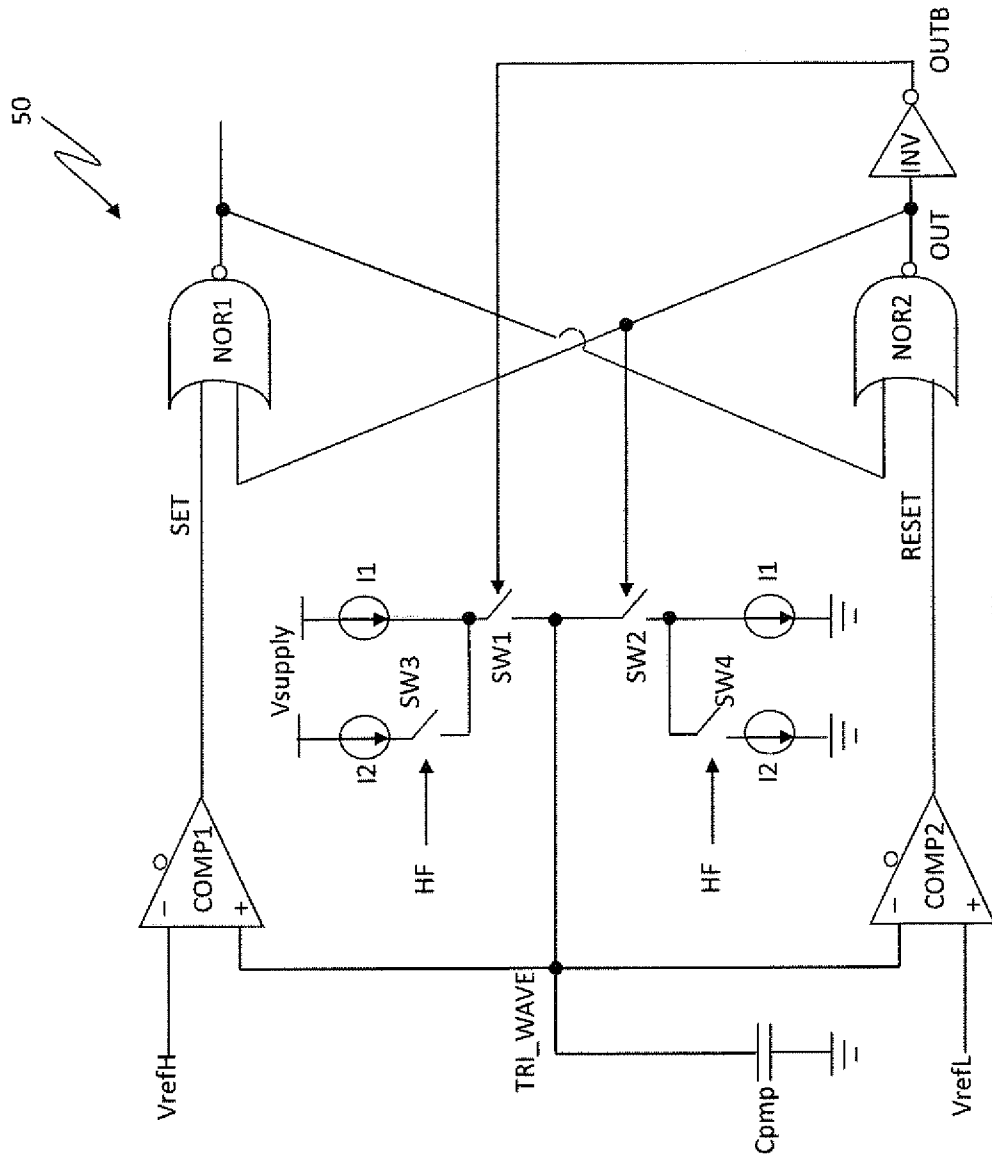 50
SET
NOR1
VrefH
COMP1
-
+
Vsupply
I2
I1
SW3
HF
SW1
OUTB
TRI_WAVE
SW2
INV
OUT
Cpmp
HF
SW4
I2
I1
RESET
NOR2
VrefL
COMP2
-
+